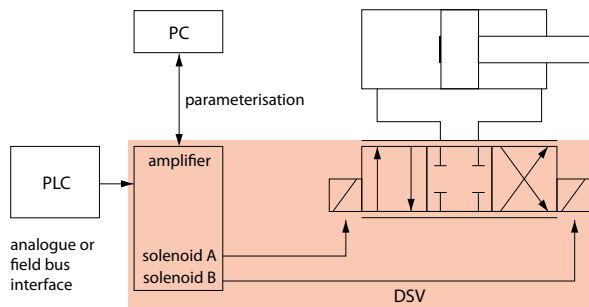 PC
parameterisation
amplifier
PLC
analogue or
field bus
interface
solenoid A
solenoid B
DSV